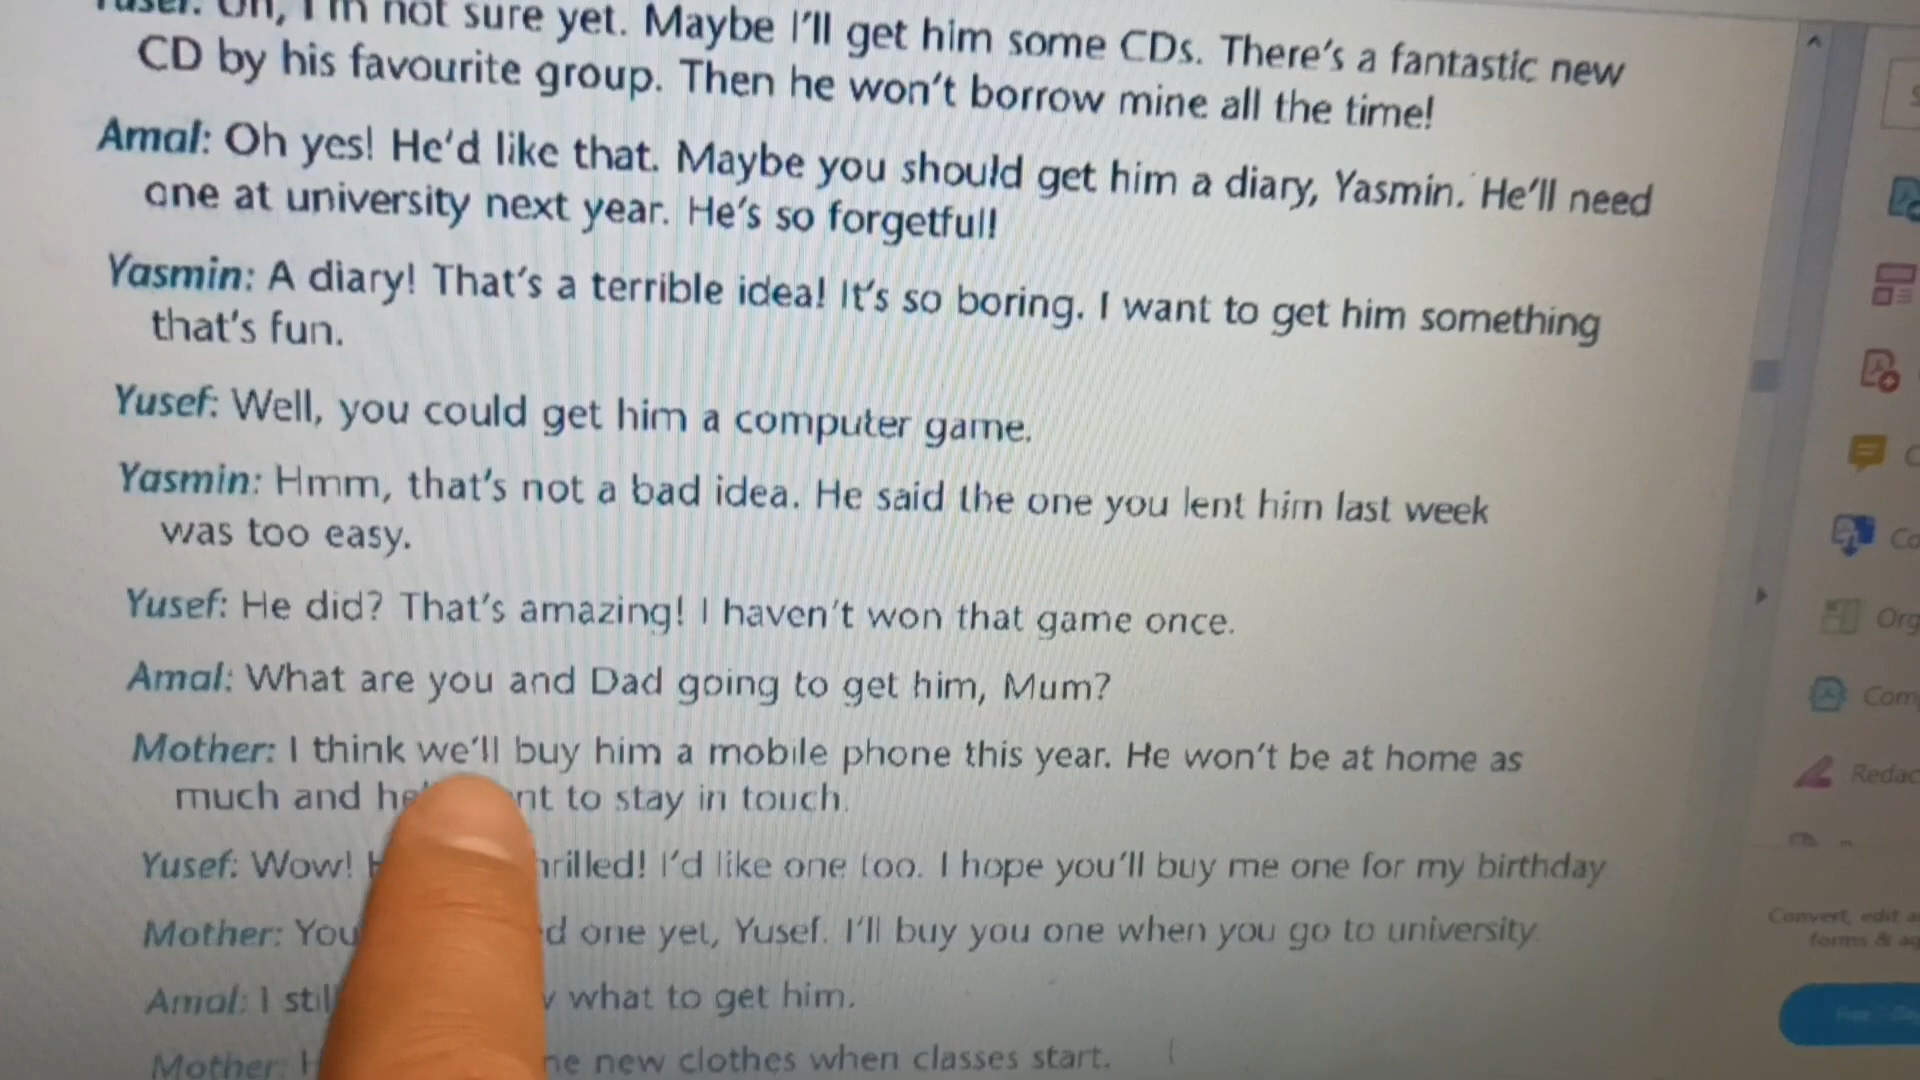 Yusef: Oh, I'm not sure yet. Maybe I'll get him some CDs. There's a fantastic new
CD by his favourite group. Then he won't borrow mine all the time!
Amal: Oh yes! He'd like that. Maybe you should get him a diary, Yasmin. He'll need
one at university next year. He's so forgetful!
Yasmin: A diary! That's a terrible idea! It's so boring. I want to get him something
that's fun.
Yusef: Well, you could get him a computer game.
Yasmin: Hmm, that's not a bad idea. He said the one you lent him last week
was too easy.
Yusef: He did? That's amazing! I haven't won that game once.
Amal: What are you and Dad going to get him, Mum?
Mother: I think we'll buy him a mobile phone this year. He won't be at home as
much and to stay in touch.
Yusef: Wow! I'd like one too. I hope you'll buy me one for my birthday
Mother: one yet, Yusef. I'll buy you one when you go to university.
Amal: I what to get him.
Mother: new clothes when classes start.
Convert, edit
forms &